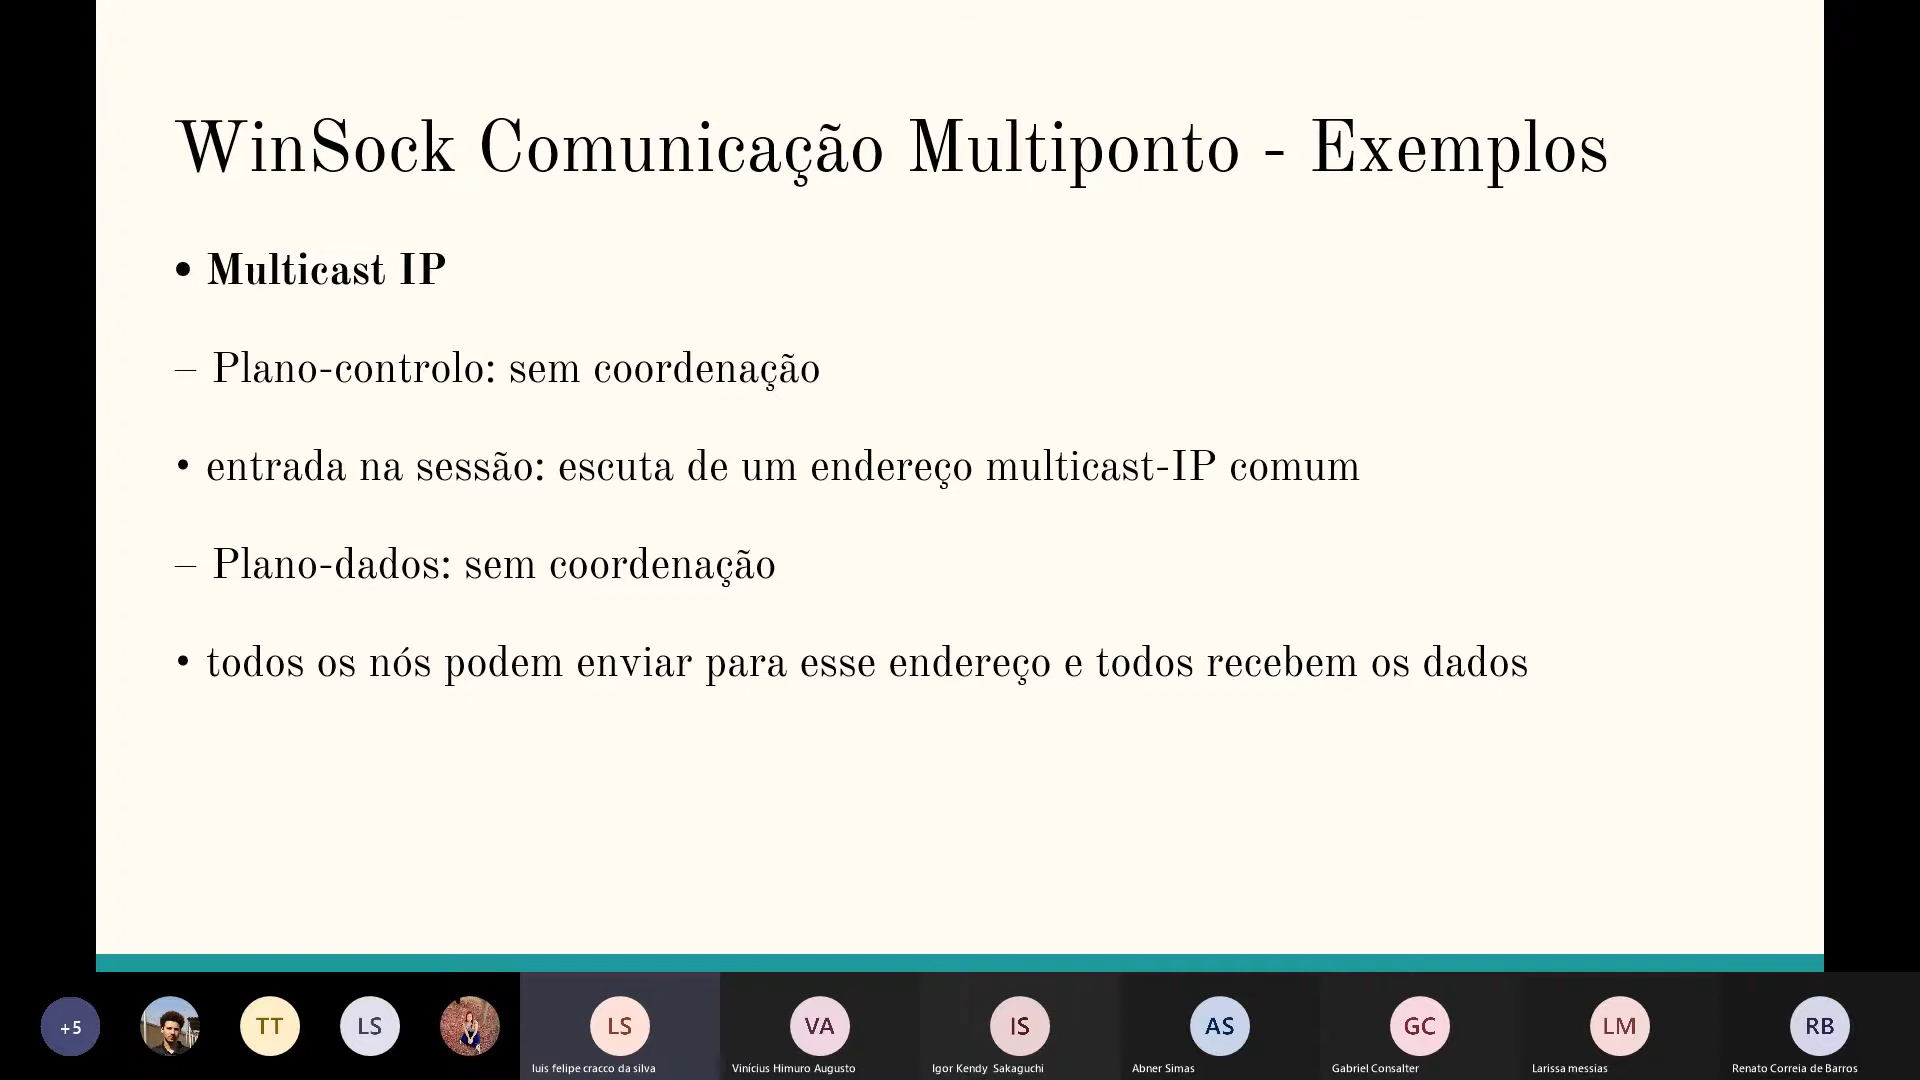 WinSock Comunicação Multiponto - Exemplos
• Multicast IP
– Plano-controlo: sem coordenação
• entrada na sessão: escuta de um endereço multicast-IP comum
– Plano-dados: sem coordenação
• todos os nós podem enviar para esse endereço e todos recebem os dados
+5
TT
LS
LS
VA
IS
AS
GC
LM
RB
luis felipe cracco da silva
Vinícius Himuro Augusto
Igor Kendy Sakaguchi
Abner Simas
Gabriel Consalter
Larissa messias
Renato Correia de Barros